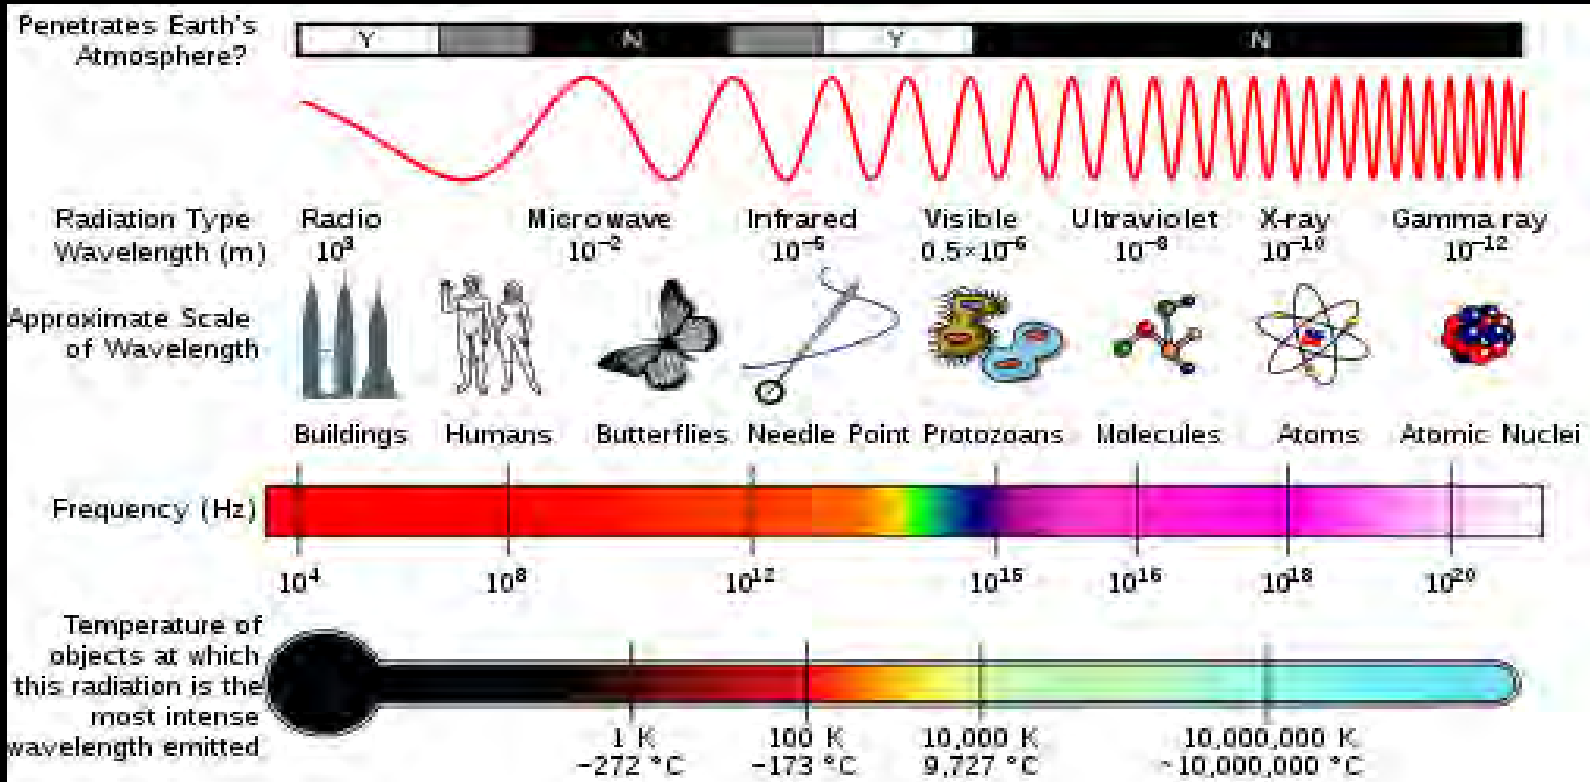 Penetrates Earth's
Atmosphere?
Y N Y N
Radiation Type Radio Microwave Infrared Visible Ultraviolet X-ray Gamma ray
Wavelength (m) 10³ 10⁻² 10⁻⁵ 0.5×10⁻⁶ 10⁻⁸ 10⁻¹⁰ 10⁻¹²
Approximate Scale
of Wavelength
Buildings Humans Butterflies Needle Point Protozoans Molecules Atoms Atomic Nuclei
Frequency (Hz)
10⁴ 10⁸ 10¹² 10¹⁵ 10¹⁶ 10¹⁸ 10²⁰
Temperature of
objects at which
this radiation is the
most intense
wavelength emitted
1 K 100 K 10,000 K 10,000,000 K
−272 °C −173 °C 9,727 °C ~10,000,000 °C